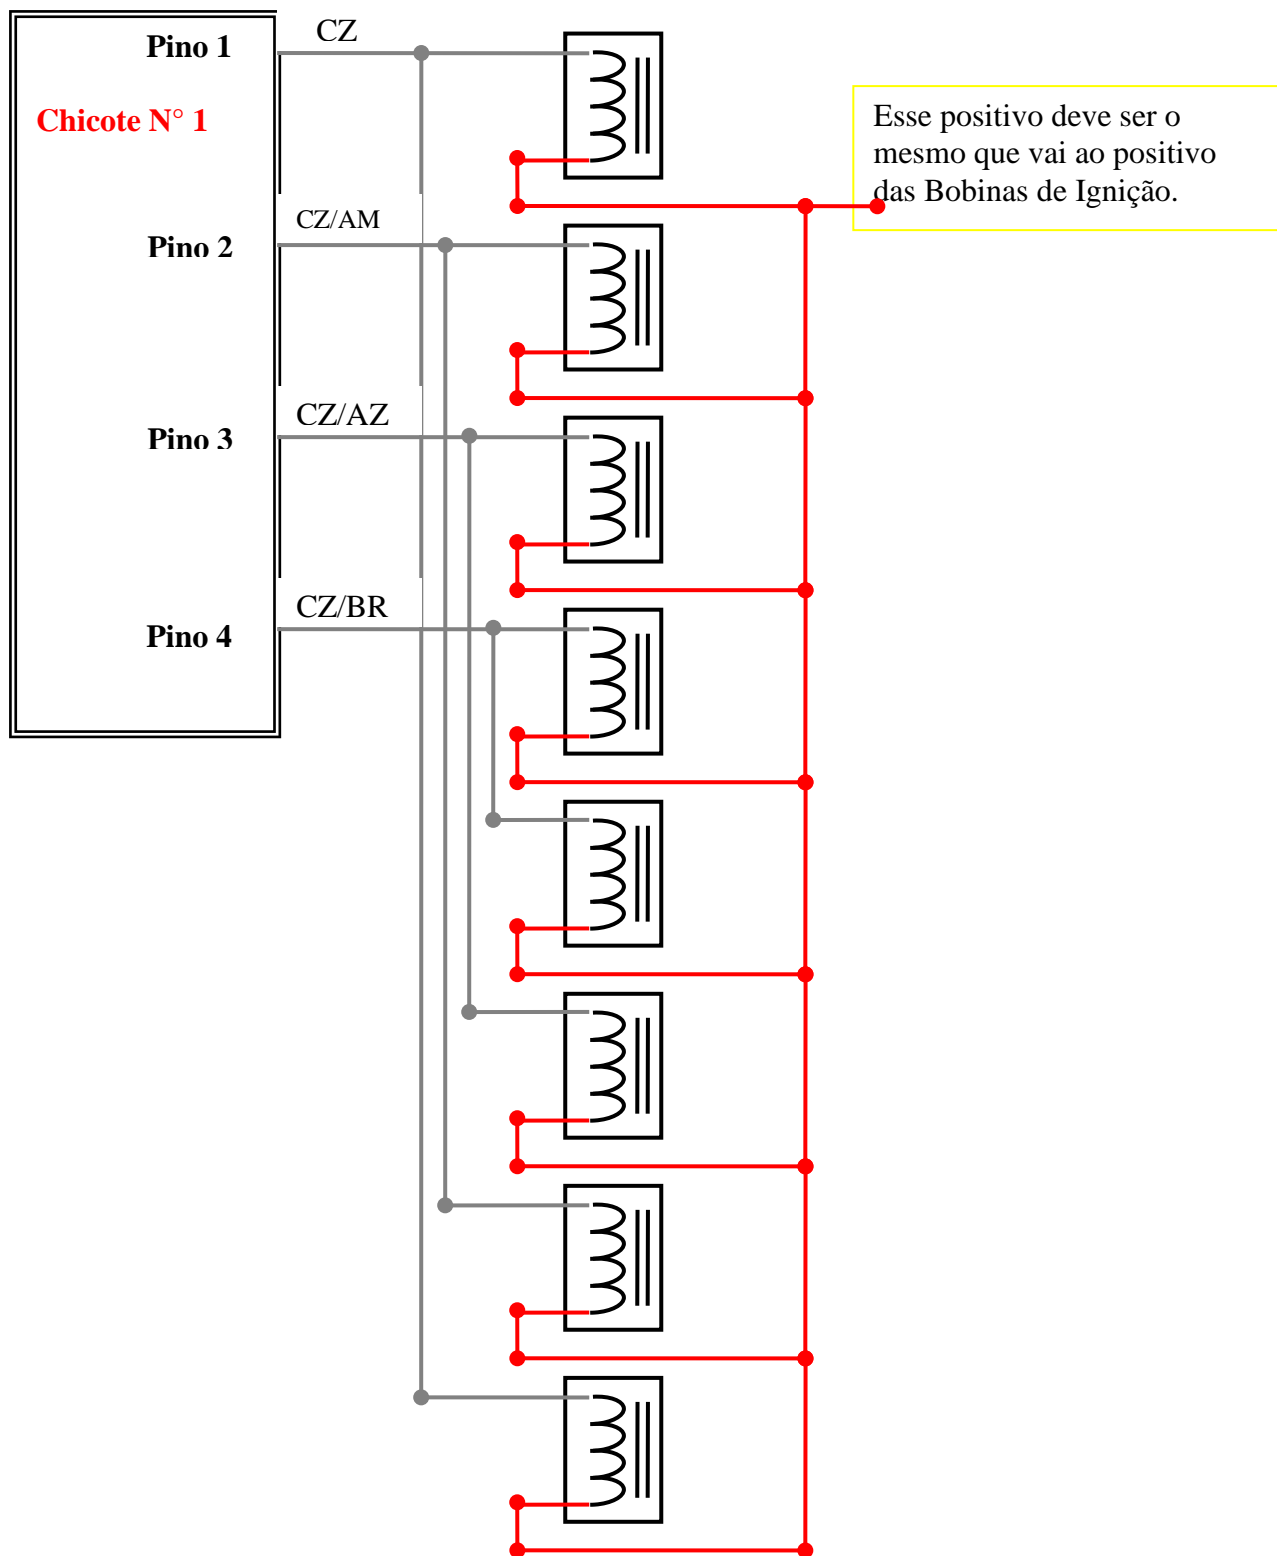 Pino 1
CZ
Chicote N° 1
Esse positivo deve ser o
mesmo que vai ao positivo
das Bobinas de Ignição.
Pino 2
CZ/AM
Pino 3
CZ/AZ
Pino 4
CZ/BR